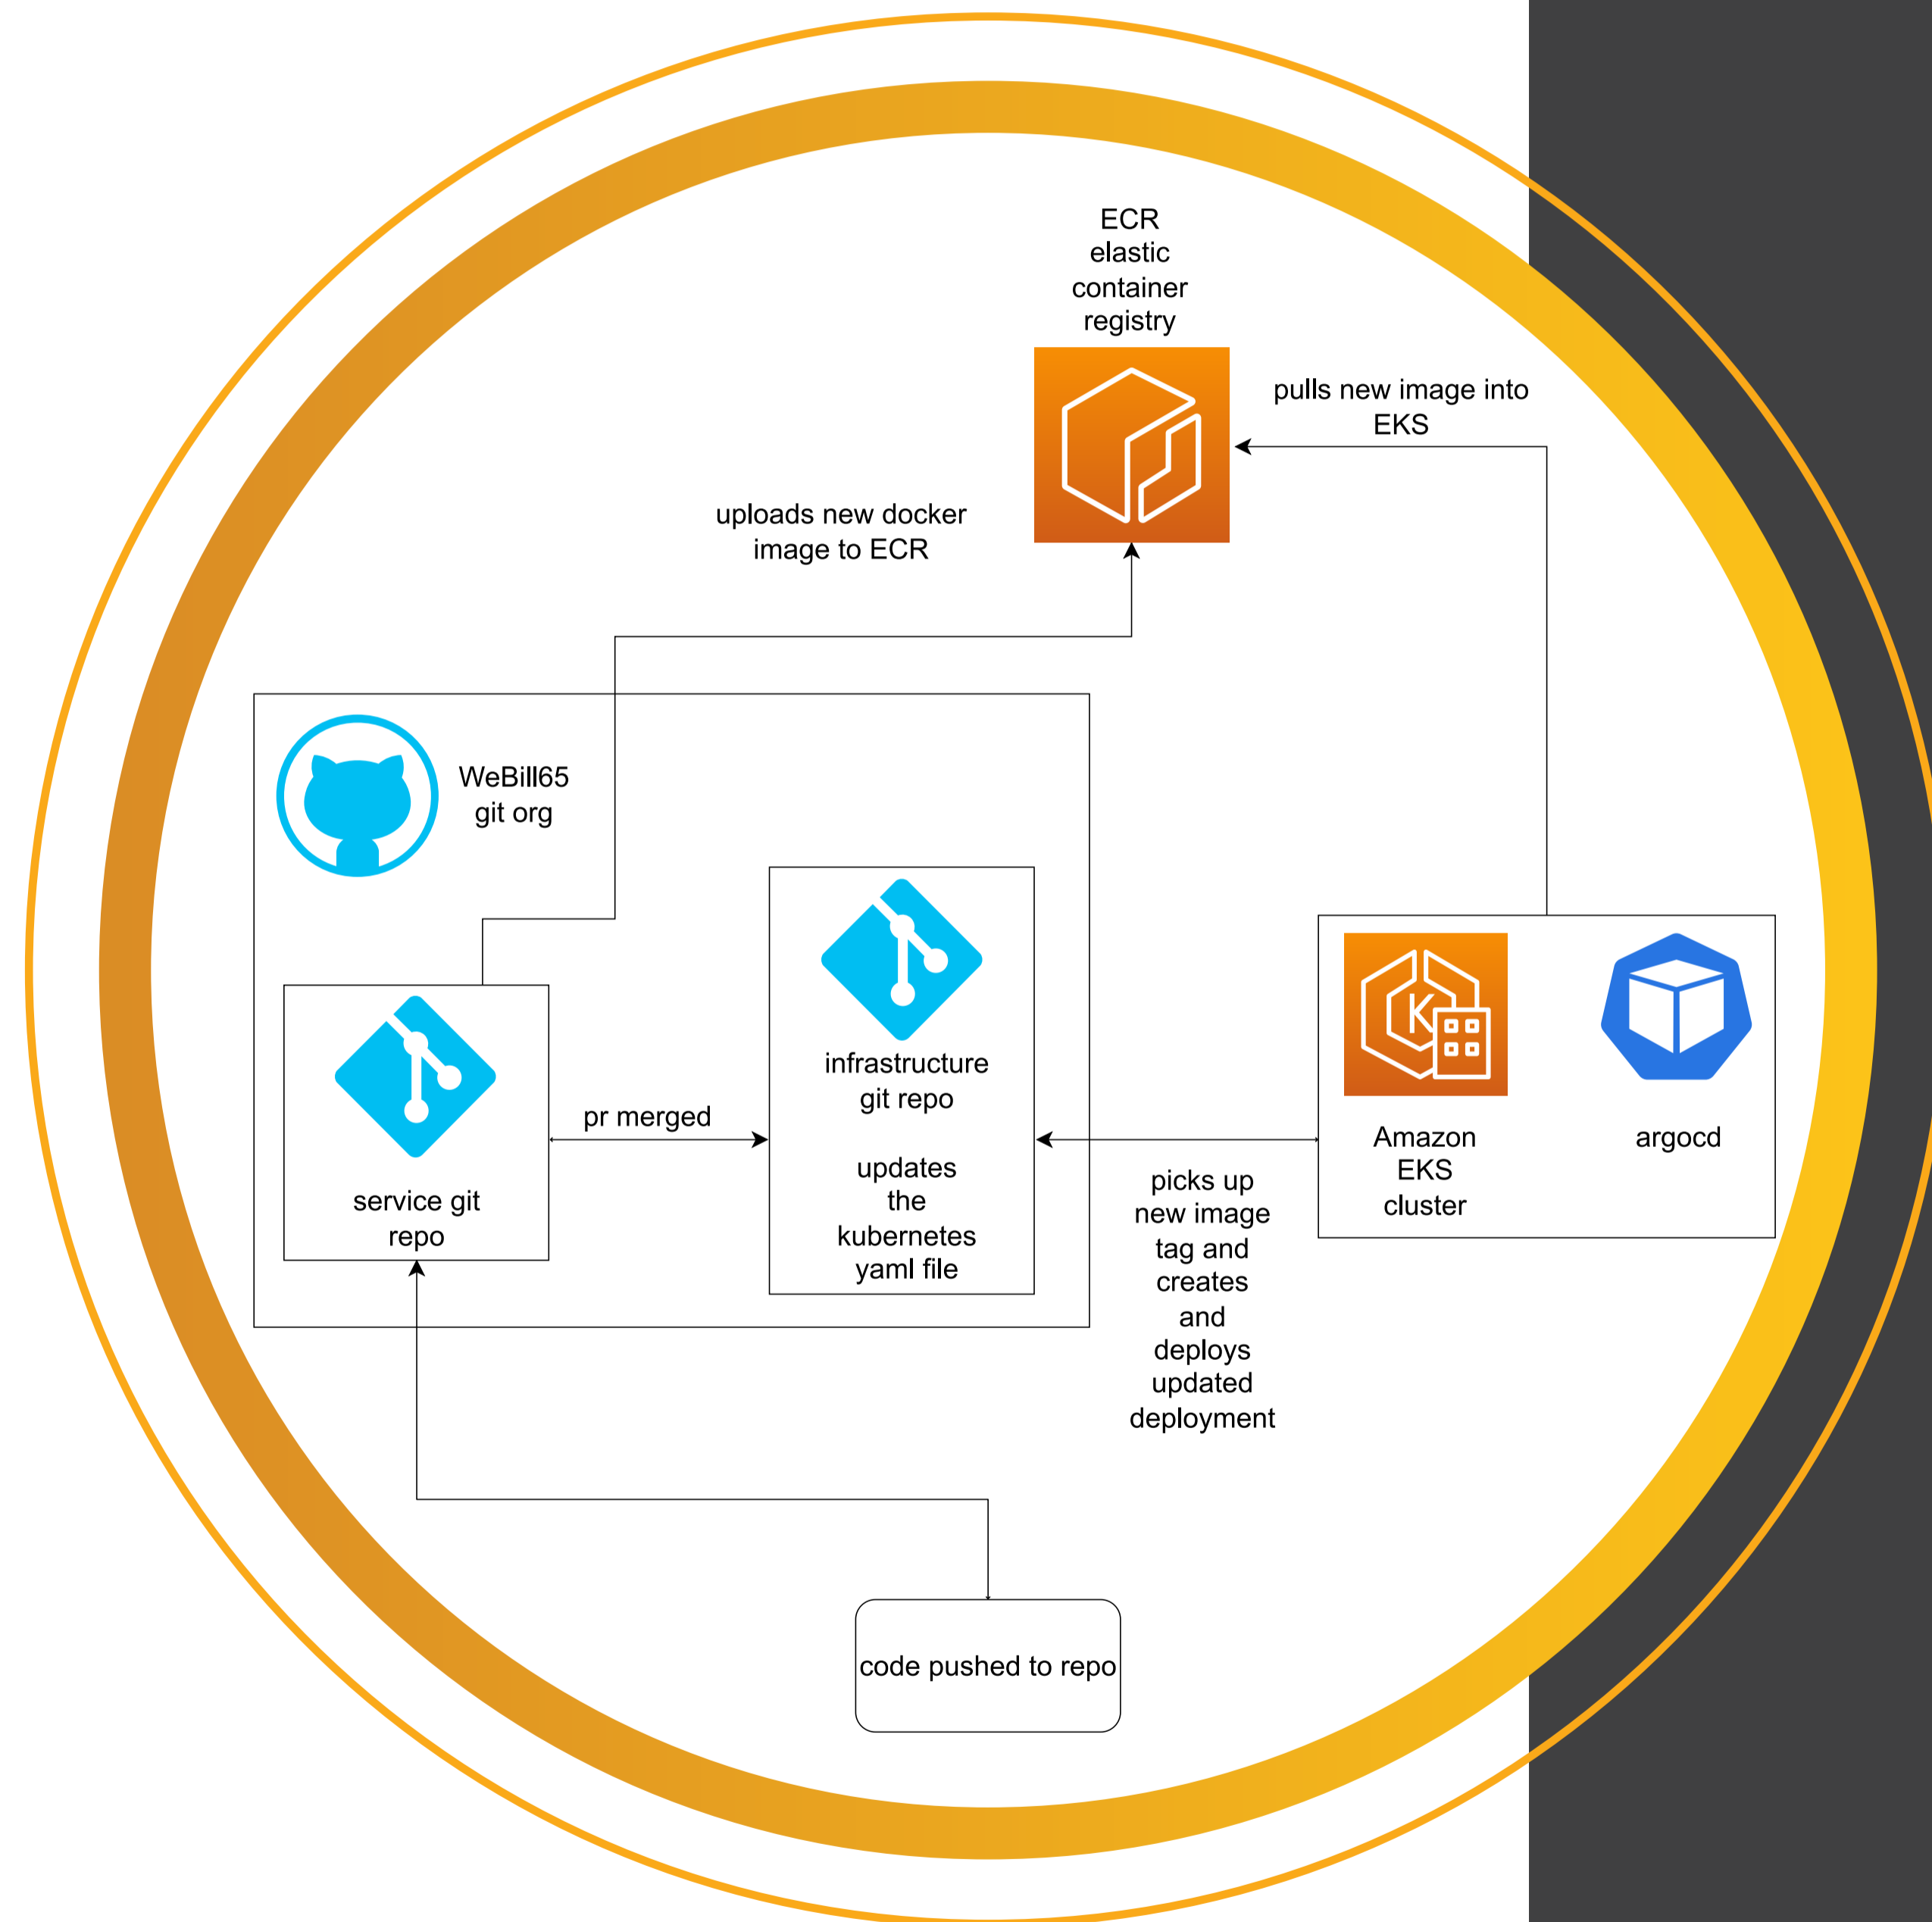 ECR
elastic
container
registry
pulls new image into
EKS
uploads new docker
image to ECR
WeBill65
git org
infrastructure
git repo
updates
the
kubernetes
yaml file
service git
repo
pr merged
picks up
new image
tag and
creates
and
deploys
updated
deployment
Amazon
EKS
cluster
argocd
code pushed to repo